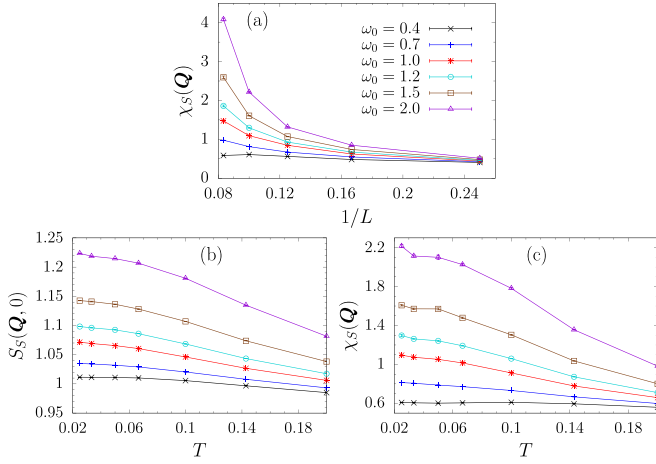 (a)
χ_S(Q)
4
3
2
1
0
ω₀ = 0.4
ω₀ = 0.7
ω₀ = 1.0
ω₀ = 1.2
ω₀ = 1.5
ω₀ = 2.0
0.08 0.12 0.16 0.2 0.24
1/L
(b)
S_S(Q, 0)
1.25
1.2
1.15
1.1
1.05
1
0.95
0.02 0.06 0.1 0.14 0.18
T
(c)
χ_S(Q)
2.2
1.8
1.4
1
0.6
0.02 0.06 0.1 0.14 0.18
T